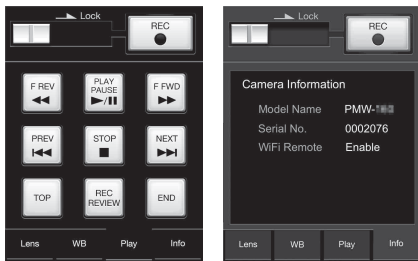 Lock
REC
F REV
PLAY
PAUSE
F FWD
PREV
STOP
NEXT
TOP
REC
REVIEW
END
Lens WB Play Info
Lock
REC
Camera Information
Model Name PMW-
Serial No. 0002076
WiFi Remote Enable
Lens WB Play Info